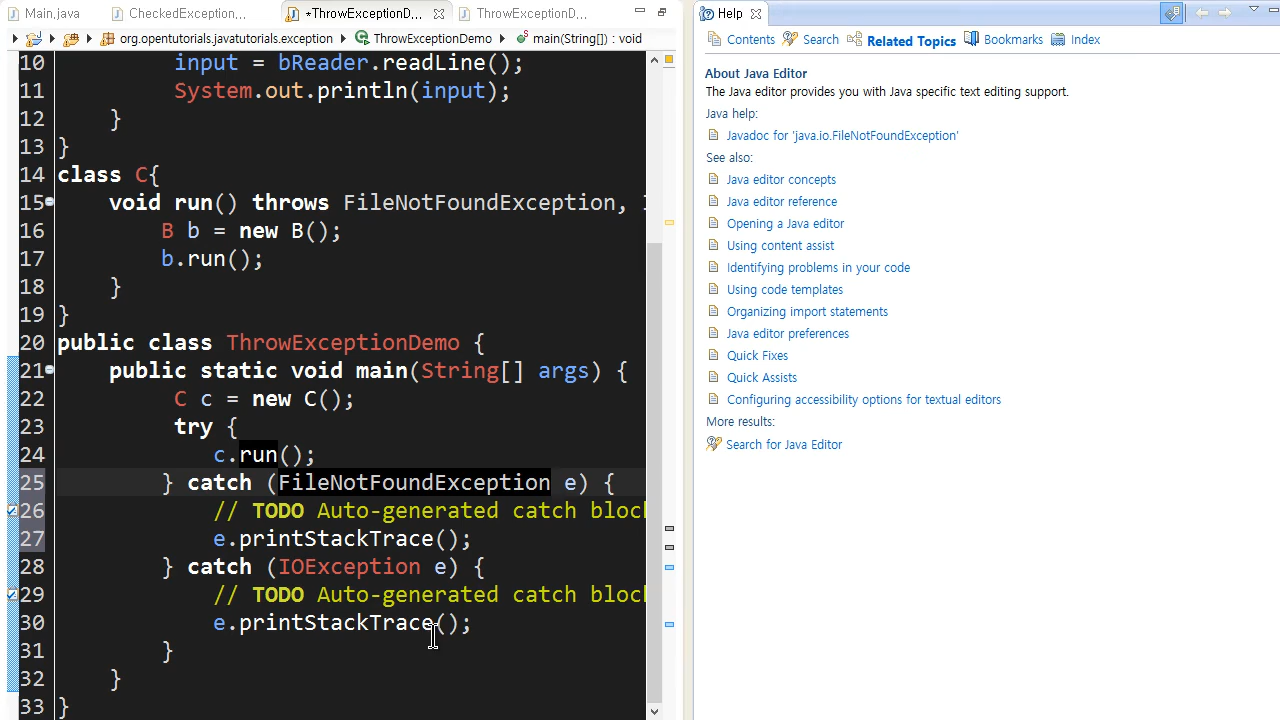 Main.java
CheckedException...
*ThrowExceptionD...
ThrowExceptionD...
org.opentutorials.javatutorials.exception
ThrowExceptionDemo
main(String[]) : void
10 input = bReader.readLine();
11 System.out.println(input);
12 }
13 }
14 class C{
15 void run() throws FileNotFoundException,
16 B b = new B();
17 b.run();
18 }
19 }
20 public class ThrowExceptionDemo {
21 public static void main(String[] args) {
22 C c = new C();
23 try {
24 c.run();
25 } catch (FileNotFoundException e) {
26 // TODO Auto-generated catch block
27 e.printStackTrace();
28 } catch (IOException e) {
29 // TODO Auto-generated catch block
30 e.printStackTrace();
31 }
32 }
33 }
Help
Contents Search Related Topics Bookmarks Index
About Java Editor
The Java editor provides you with Java specific text editing support.
Java help:
Javadoc for 'java.io.FileNotFoundException'
See also:
Java editor concepts
Java editor reference
Opening a Java editor
Using content assist
Identifying problems in your code
Using code templates
Organizing import statements
Java editor preferences
Quick Fixes
Quick Assists
Configuring accessibility options for textual editors
More results:
Search for Java Editor